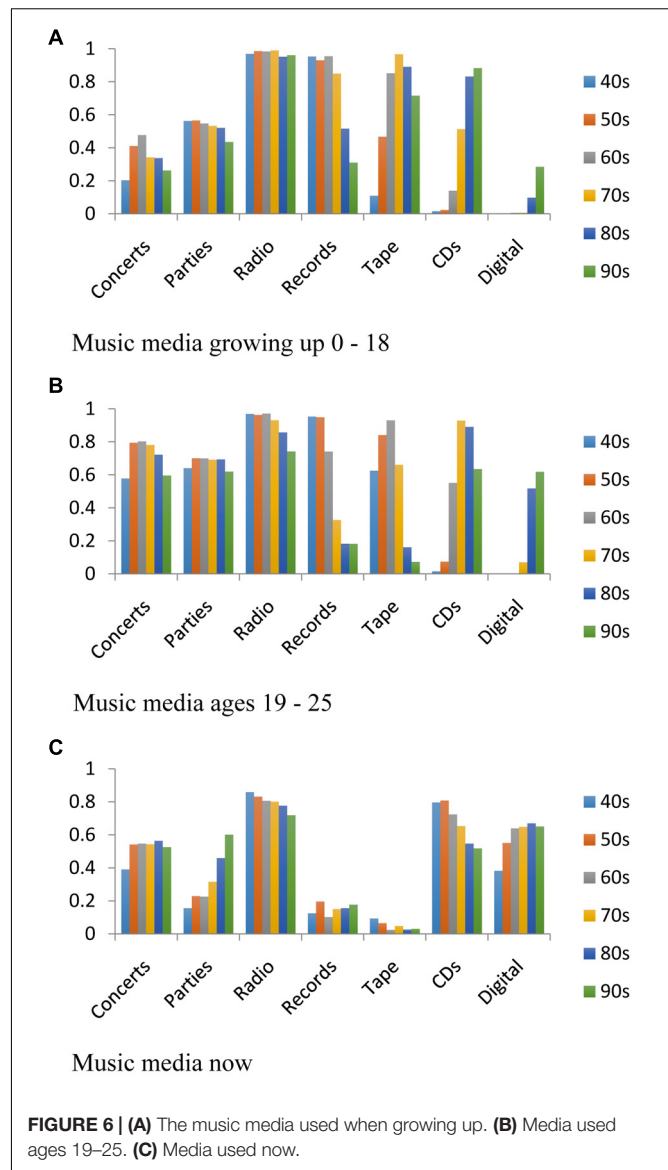 A
1
0.8
0.6
0.4
0.2
0
Concerts
Parties
Radio
Records
Tape
CDs
Digital
40s
50s
60s
70s
80s
90s
Music media growing up 0 - 18
B
1
0.8
0.6
0.4
0.2
0
Concerts
Parties
Radio
Records
Tape
CDs
Digital
40s
50s
60s
70s
80s
90s
Music media ages 19 - 25
C
1
0.8
0.6
0.4
0.2
0
Concerts
Parties
Radio
Records
Tape
CDs
Digital
40s
50s
60s
70s
80s
90s
Music media now
FIGURE 6 | (A) The music media used when growing up. (B) Media used
ages 19–25. (C) Media used now.